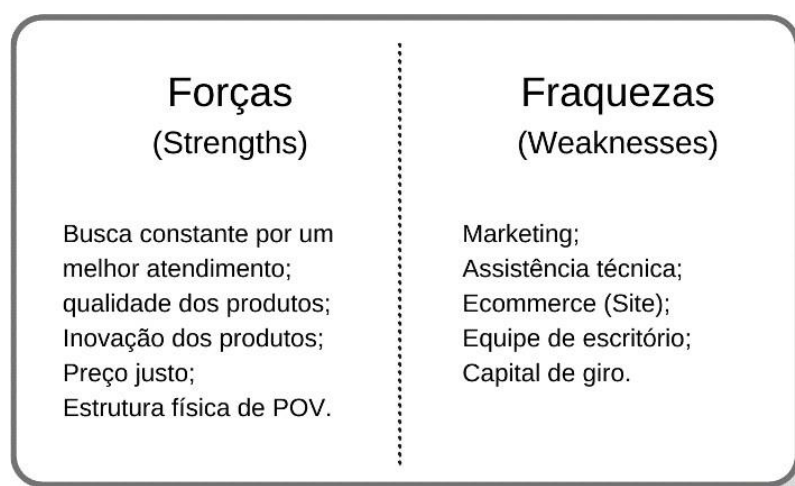 Forças
(Strengths)
Busca constante por um
melhor atendimento;
qualidade dos produtos;
Inovação dos produtos;
Preço justo;
Estrutura física de POV.
Fraquezas
(Weaknesses)
Marketing;
Assistência técnica;
Ecommerce (Site);
Equipe de escritório;
Capital de giro.